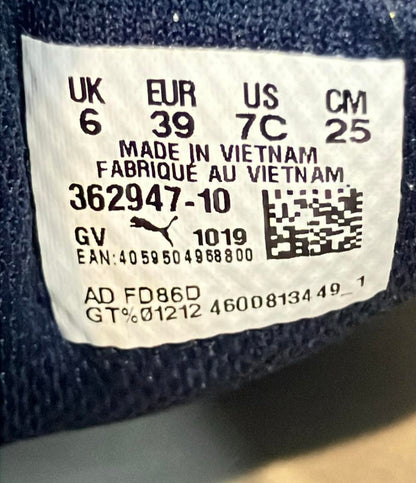 UK EUR US CM
6 39 7C 25
MADE IN VIETNAM
FABRIQUÉ AU VIETNAM
362947-10
GV 1019
EAN:4059504968800
AD FD86D
GT%01212 4600813449_1